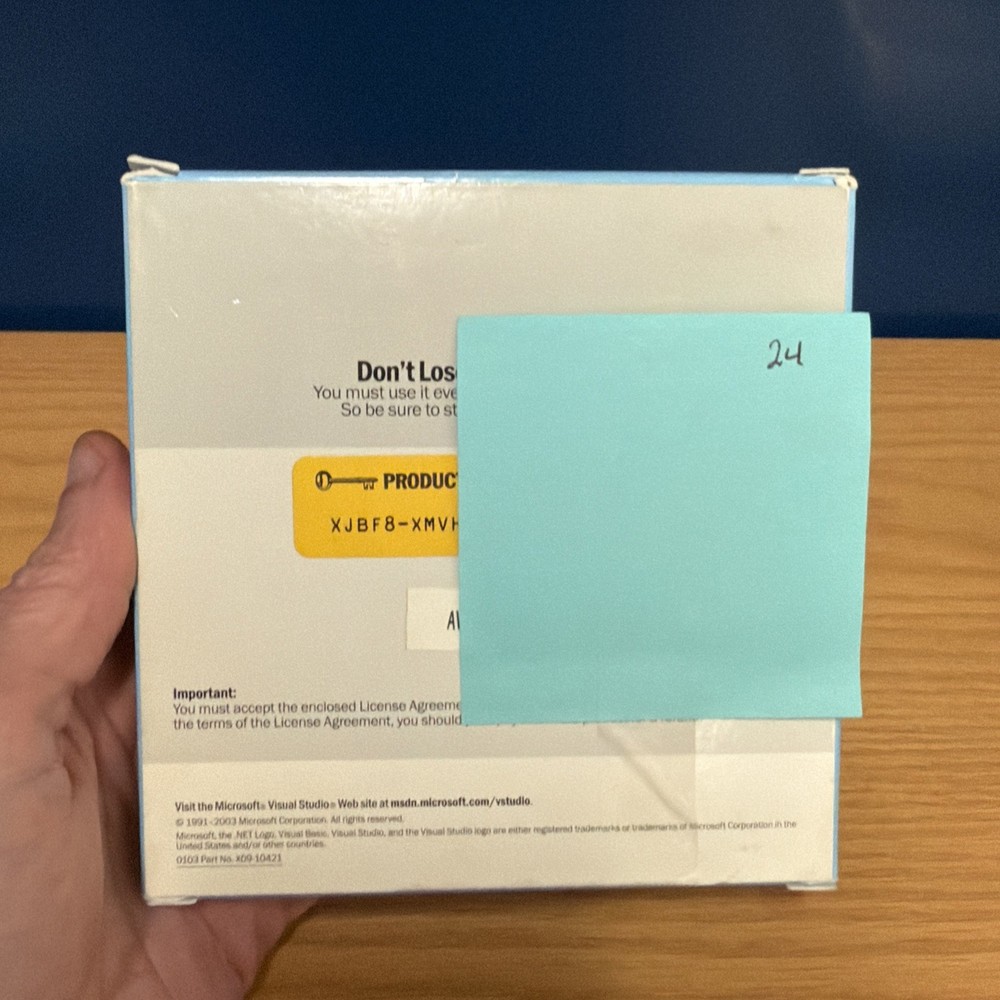 24
Don't Los
You must use it eve
So be sure to st
PRODUC
XJBF8-XMV
Important:
You must accept the enclosed License Agreeme
the terms of the License Agreement, you should
Visit the Microsoft® Visual Studio® Web site at msdn.microsoft.com/vstudio.
© 1991-2003 Microsoft Corporation. All rights reserved.
Microsoft, the .NET Logo, Visual Basic, Visual Studio, and the Visual Studio logo are either registered trademarks or trademarks of Microsoft Corporation in the
United States and/or other countries.
0103 Part No. X09-10421